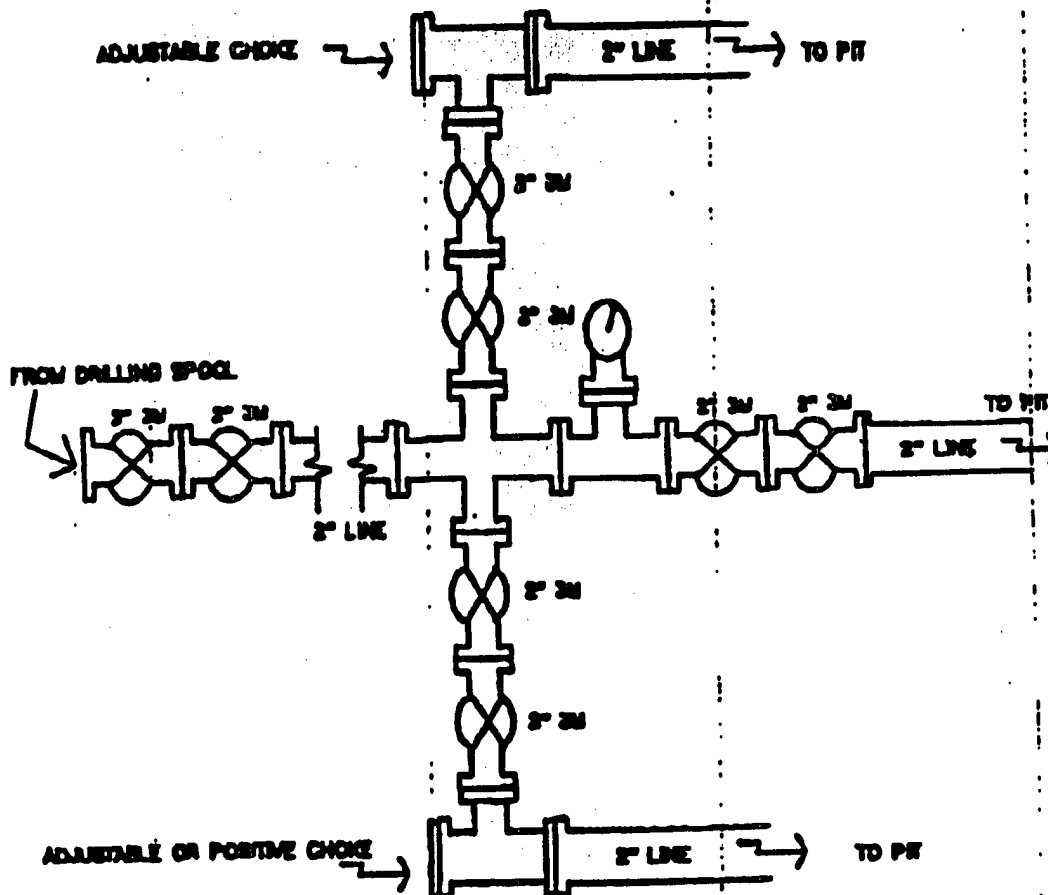 ADJUSTABLE CHOKE
2" LINE
TO PIT
2" 3M
2" 3M
FROM DRILLING SPOOL
2" 3M
2" 3M
2" 3M
2" 3M
TO PIT
2" LINE
2" LINE
2" 3M
2" 3M
ADJUSTABLE OR POSITIVE CHOKE
2" LINE
TO PIT